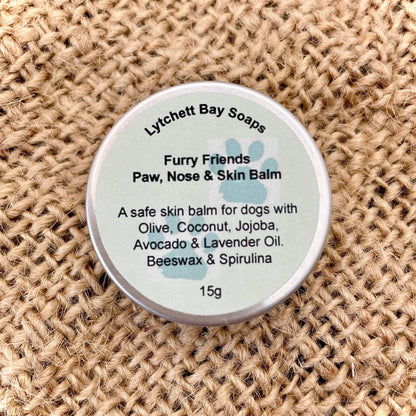 Lytchett Bay Soaps
Furry Friends
Paw, Nose & Skin Balm
A safe skin balm for dogs with
Olive, Coconut, Jojoba,
Avocado & Lavender Oil.
Beeswax & Spirulina
15g